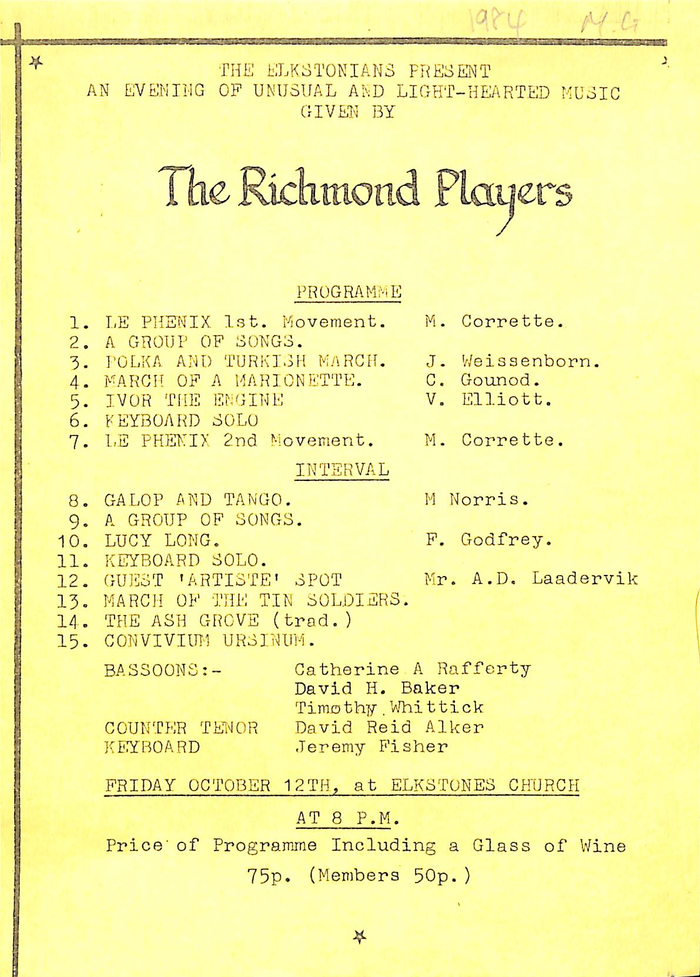 1984 M.G
THE ELKSTONIANS PRESENT
AN EVENING OF UNUSUAL AND LIGHT-HEARTED MUSIC
GIVEN BY
The Richmond Players
PROGRAMME
1. LE PHENIX 1st. Movement. M. Corrette.
2. A GROUP OF SONGS.
3. POLKA AND TURKISH MARCH. J. Weissenborn.
4. MARCH OF A MARIONETTE. C. Gounod.
5. IVOR THE ENGINE V. Elliott.
6. KEYBOARD SOLO
7. LE PHENIX 2nd Movement. M. Corrette.
INTERVAL
8. GALOP AND TANGO. M Norris.
9. A GROUP OF SONGS.
10. LUCY LONG. F. Godfrey.
11. KEYBOARD SOLO.
12. GUEST 'ARTISTE' SPOT Mr. A.D. Laadervik
13. MARCH OF THE TIN SOLDIERS.
14. THE ASH GROVE (trad.)
15. CONVIVIUM URSINUM.
BASSOONS:- Catherine A Rafferty
David H. Baker
Timothy.Whittick
COUNTER TENOR David Reid Alker
KEYBOARD Jeremy Fisher
FRIDAY OCTOBER 12TH, at ELKSTONES CHURCH
AT 8 P.M.
Price of Programme Including a Glass of Wine
75p. (Members 50p.)